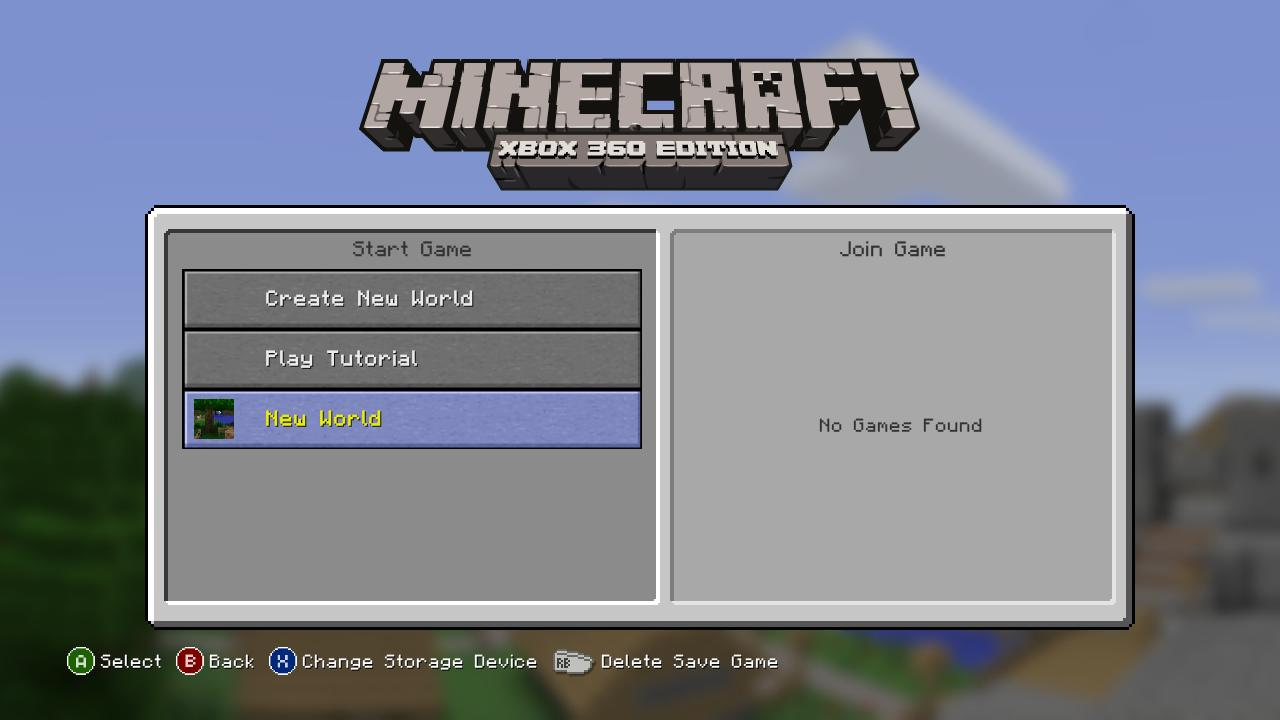 MINECRAFT
XBOX 360 EDITION
Start Game
Create New World
Play Tutorial
New World
Join Game
No Games Found
A Select B Back X Change Storage Device RB Delete Save Game